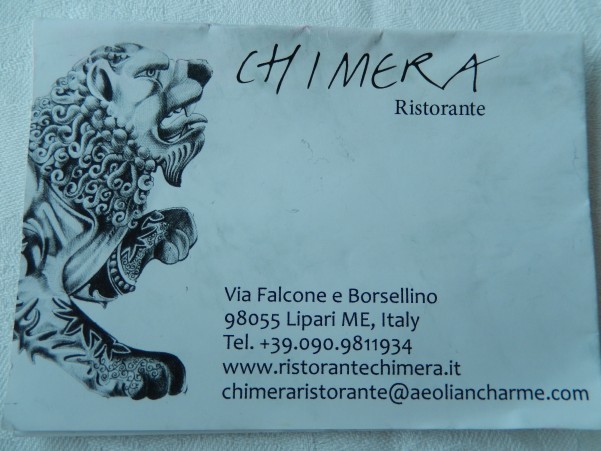 CHIMERA
Ristorante
Via Falcone e Borsellino
98055 Lipari ME, Italy
Tel. +39.090.9811934
www.ristorantechimera.it
chimeraristorante@aeoliancharme.com